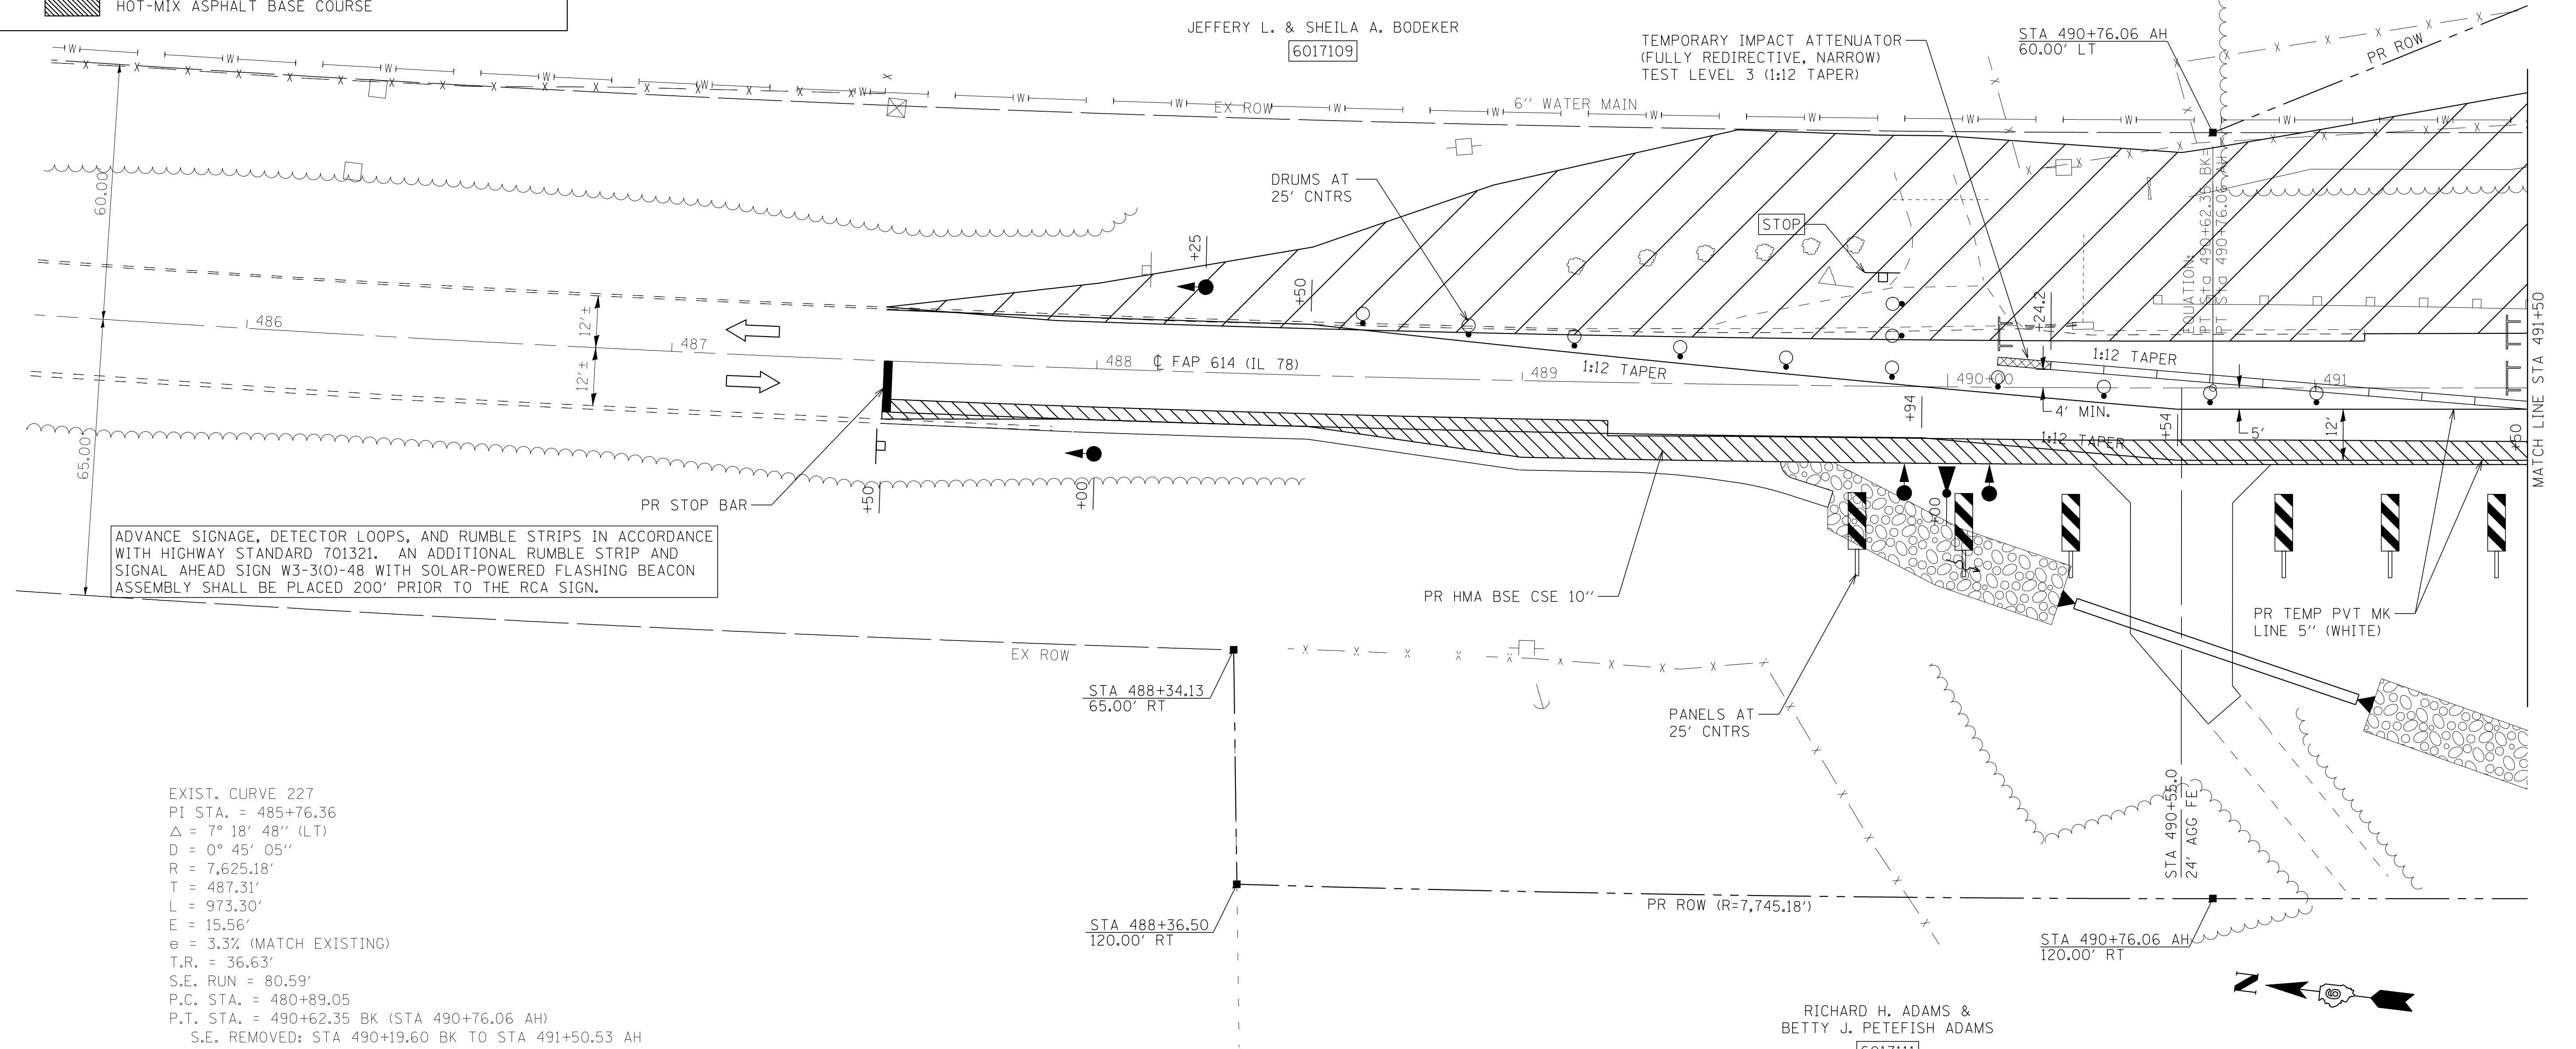 HOT-MIX ASPHALT BASE COURSE
JEFFERY L. & SHEILA A. BODEKER
6017109
TEMPORARY IMPACT ATTENUATOR
(FULLY REDIRECTIVE, NARROW)
TEST LEVEL 3 (1:12 TAPER)
STA 490+76.06 AH
60.00' LT
PR ROW
EX ROW
6'' WATER MAIN
W W W W W W W W W W W W W W
60.00'
DRUMS AT
25' CNTRS
STOP
+25
+50
+24.2
EQUATION:
PT Sta 490+62.35 BK=
PT Sta 490+76.06 AH
MATCH LINE STA 491+50
12'±
12'±
486
487
488
℄ FAP 614 (IL 78)
489
1:12 TAPER
490+00
1:12 TAPER
491
4' MIN.
+94
+54
5'
12'
+50
1:12 TAPER
65.00'
PR STOP BAR
+50
+00
+00
ADVANCE SIGNAGE, DETECTOR LOOPS, AND RUMBLE STRIPS IN ACCORDANCE
WITH HIGHWAY STANDARD 701321. AN ADDITIONAL RUMBLE STRIP AND
SIGNAL AHEAD SIGN W3-3(O)-48 WITH SOLAR-POWERED FLASHING BEACON
ASSEMBLY SHALL BE PLACED 200' PRIOR TO THE RCA SIGN.
PR HMA BSE CSE 10''
PR TEMP PVT MK
LINE 5'' (WHITE)
EX ROW
STA 488+34.13
65.00' RT
PANELS AT
25' CNTRS
STA 490+55.0
24' AGG FE
EXIST. CURVE 227
PI STA. = 485+76.36
Δ = 7° 18' 48'' (LT)
D = 0° 45' 05''
R = 7,625.18'
T = 487.31'
L = 973.30'
E = 15.56'
e = 3.3% (MATCH EXISTING)
T.R. = 36.63'
S.E. RUN = 80.59'
P.C. STA. = 480+89.05
P.T. STA. = 490+62.35 BK (STA 490+76.06 AH)
S.E. REMOVED: STA 490+19.60 BK TO STA 491+50.53 AH
STA 488+36.50
120.00' RT
PR ROW (R=7,745.18')
STA 490+76.06 AH
120.00' RT
N
RICHARD H. ADAMS &
BETTY J. PETEFISH ADAMS